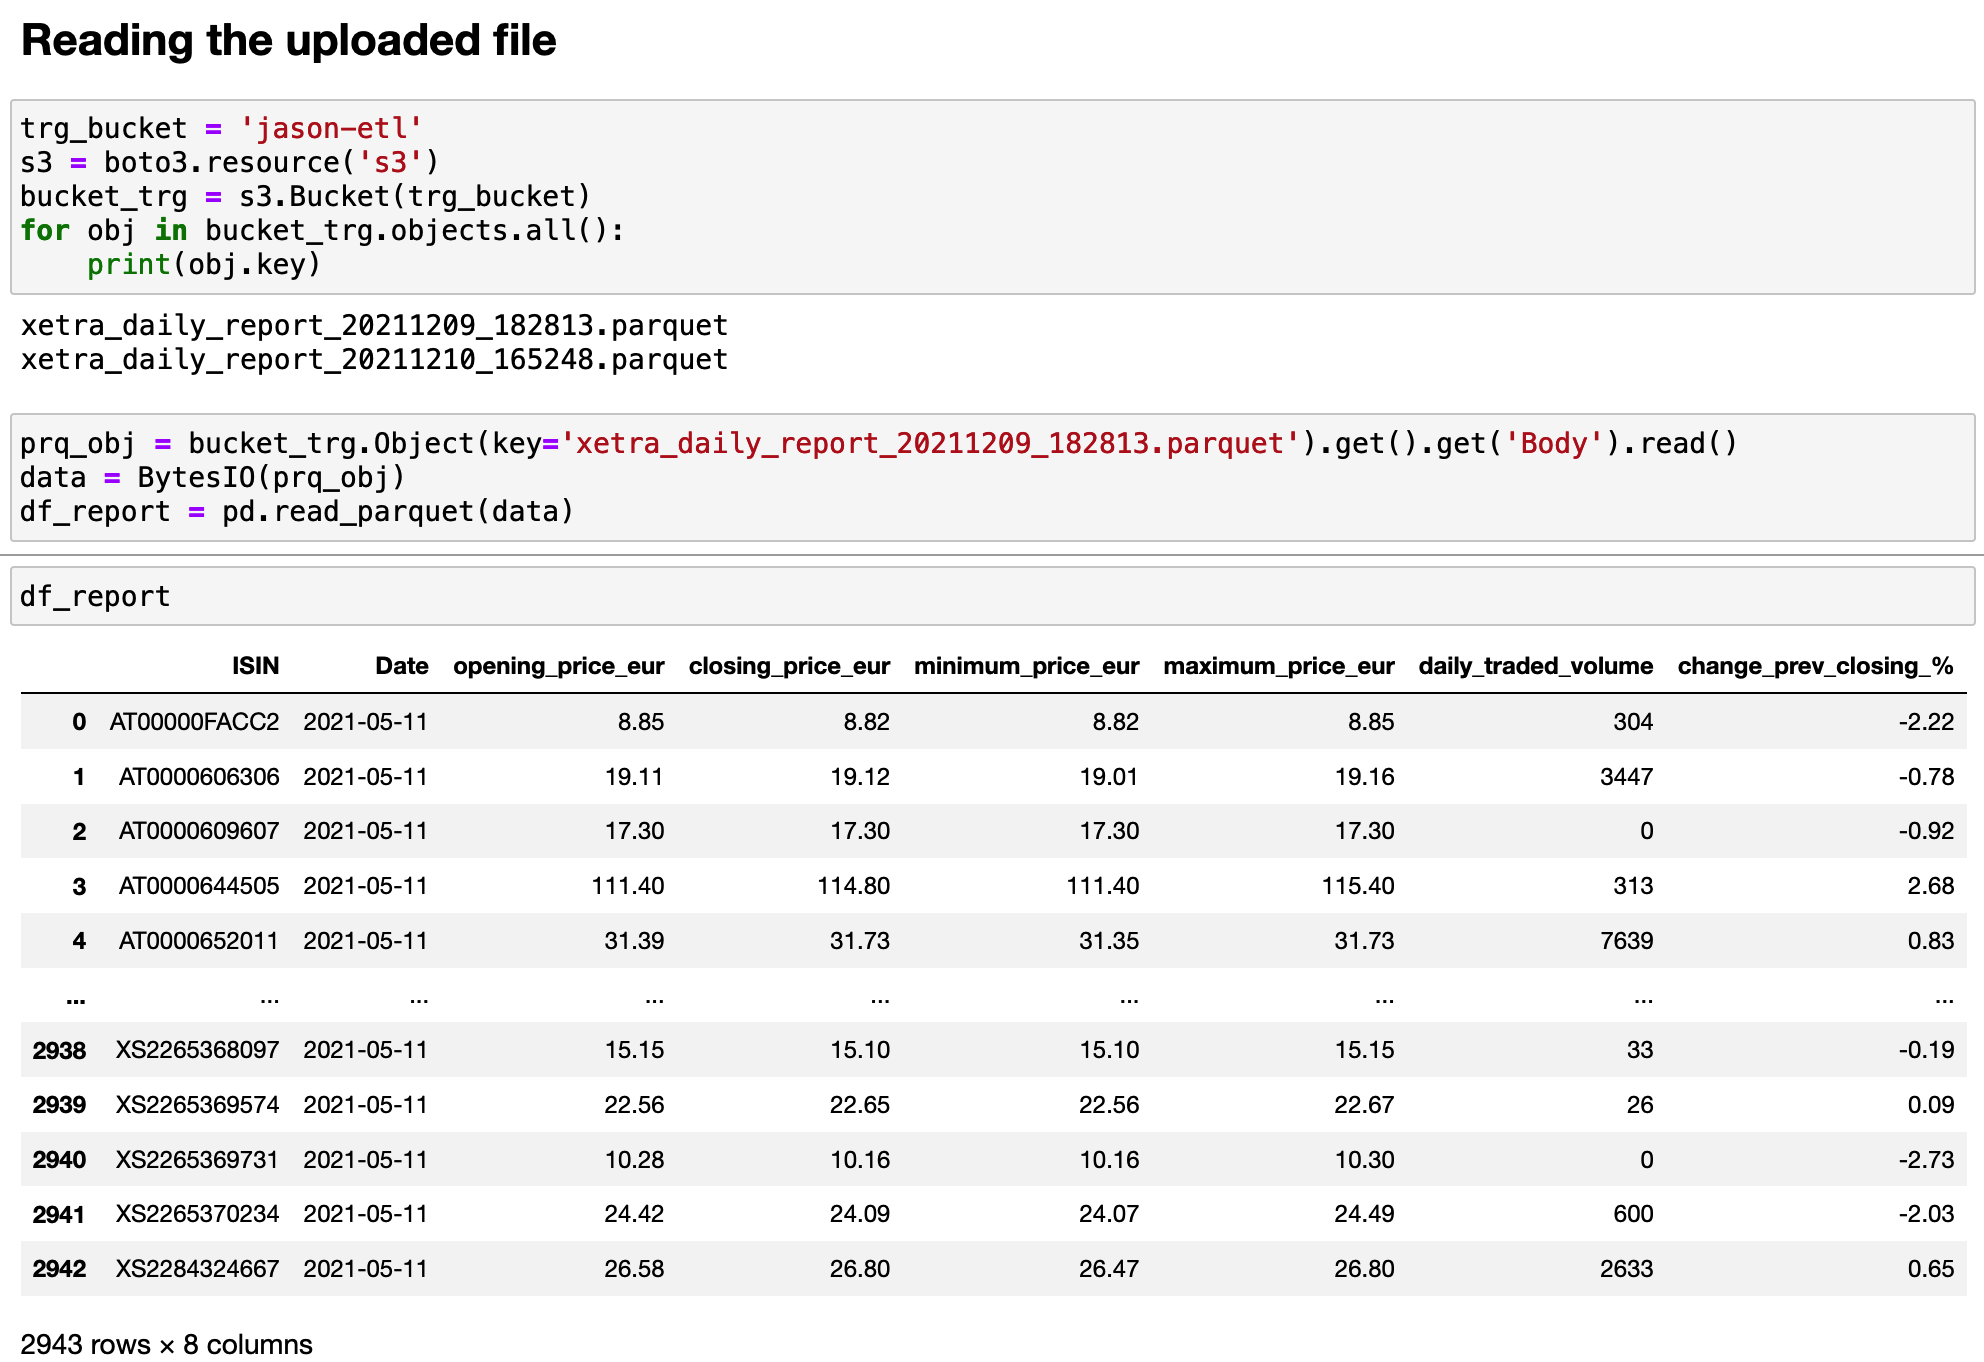 Reading the uploaded file
trg_bucket = 'jason-etl'
s3 = boto3.resource('s3')
bucket_trg = s3.Bucket(trg_bucket)
for obj in bucket_trg.objects.all():
    print(obj.key)
xetra_daily_report_20211209_182813.parquet
xetra_daily_report_20211210_165248.parquet
prq_obj = bucket_trg.Object(key='xetra_daily_report_20211209_182813.parquet').get().get('Body').read()
data = BytesIO(prq_obj)
df_report = pd.read_parquet(data)
df_report
ISIN Date opening_price_eur closing_price_eur minimum_price_eur maximum_price_eur daily_traded_volume change_prev_closing_%
0 AT00000FACC2 2021-05-11 8.85 8.82 8.82 8.85 304 -2.22
1 AT0000606306 2021-05-11 19.11 19.12 19.01 19.16 3447 -0.78
2 AT0000609607 2021-05-11 17.30 17.30 17.30 17.30 0 -0.92
3 AT0000644505 2021-05-11 111.40 114.80 111.40 115.40 313 2.68
4 AT0000652011 2021-05-11 31.39 31.73 31.35 31.73 7639 0.83
... ... ... ... ... ... ... ... ...
2938 XS2265368097 2021-05-11 15.15 15.10 15.10 15.15 33 -0.19
2939 XS2265369574 2021-05-11 22.56 22.65 22.56 22.67 26 0.09
2940 XS2265369731 2021-05-11 10.28 10.16 10.16 10.30 0 -2.73
2941 XS2265370234 2021-05-11 24.42 24.09 24.07 24.49 600 -2.03
2942 XS2284324667 2021-05-11 26.58 26.80 26.47 26.80 2633 0.65
2943 rows × 8 columns